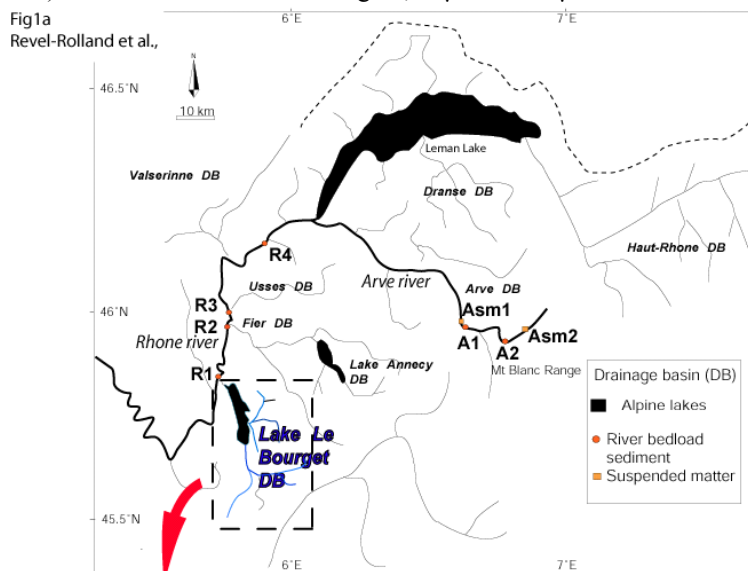 Fig1a
Revel-Rolland et al.,
6°E
7°E
N
46.5°N
10 km
Leman Lake
Valserinne DB
Dranse DB
Haut-Rhone DB
R4
Usses DB
Arve river
Arve DB
R3
Asm1
R2
Fier DB
A1
A2
Asm2
46°N
Rhone river
Mt Blanc Range
Lake Annecy
DB
R1
Drainage basin (DB)
Alpine lakes
River bedload
sediment
Suspended matter
Lake Le
Bourget
DB
45.5°N
6°E
7°E